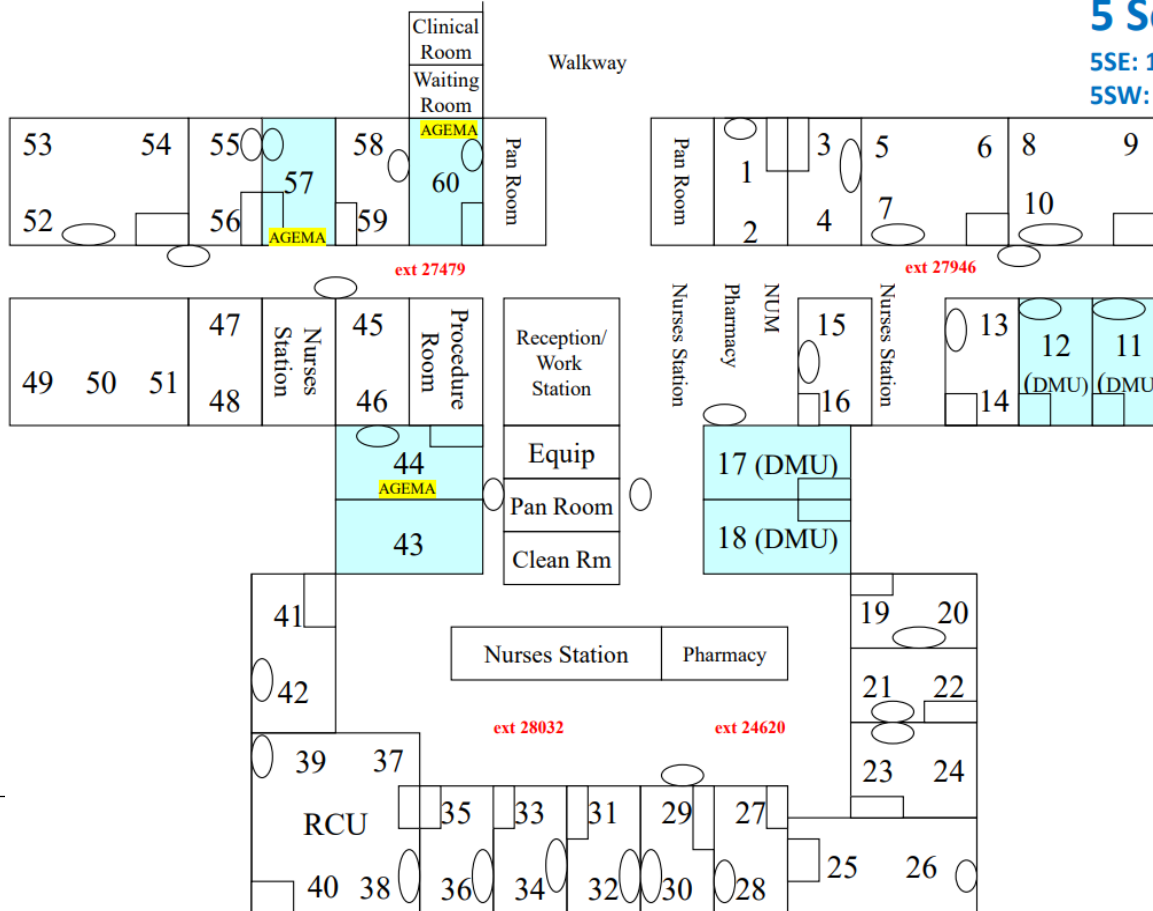 5 S
5SE: 1
5SW:
Clinical
Room
Walkway
Waiting
Room
AGEMA
53 54 55 57 58 60
52 56 59
AGEMA
Pan Room
Pan Room
1 3 5 6 8 9
2 4 7 10
ext 27479
ext 27946
47
48
49 50 51
Nurses
Station
45
46
Procedure
Room
Reception/
Work
Station
Nurses Station
Pharmacy
NUM
15
16
Nurses Station
13
14
12
(DMU)
11
(DMU
44
AGEMA
43
Equip
Pan Room
Clean Rm
17 (DMU)
18 (DMU)
41
42
19 20
21 22
23 24
Nurses Station
Pharmacy
ext 28032
ext 24620
39 37
RCU
40 38
35 33 31 29 27
36 34 32 30 28
25 26